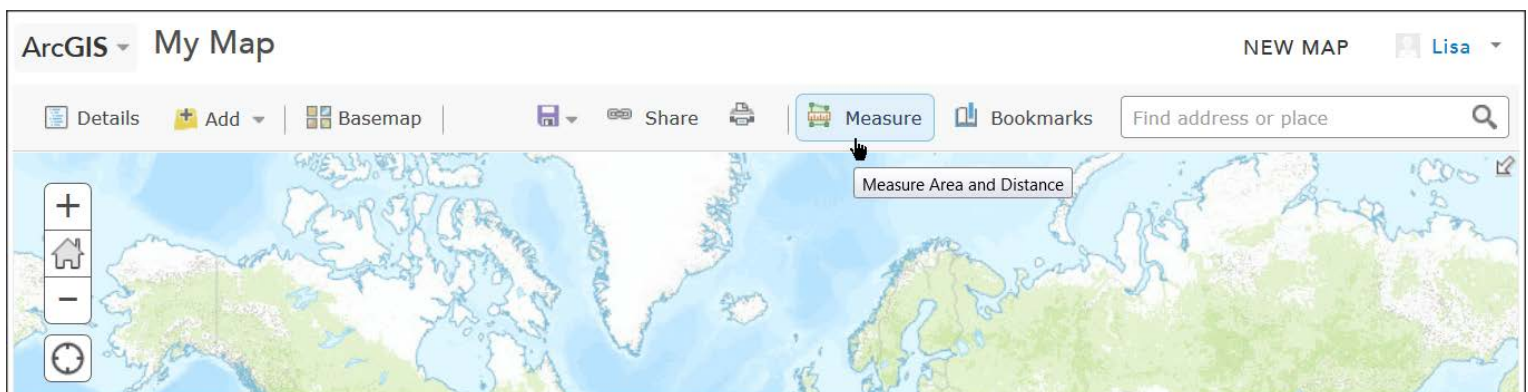 ArcGIS My Map NEW MAP Lisa
Details Add Basemap Share Measure Bookmarks Find address or place
Measure Area and Distance